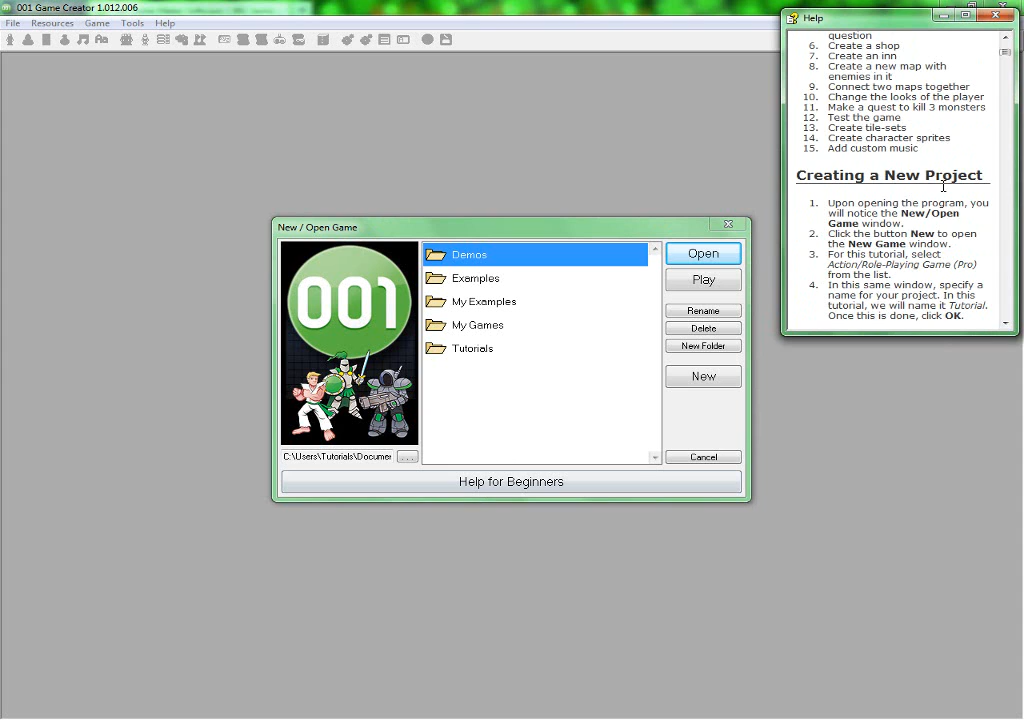 001 Game Creator 1.012.006
File Resources Game Tools Help
Help
question
6. Create a shop
7. Create an inn
8. Create a new map with
enemies in it
9. Connect two maps together
10. Change the looks of the player
11. Make a quest to kill 3 monsters
12. Test the game
13. Create tile-sets
14. Create character sprites
15. Add custom music
Creating a New Project
1. Upon opening the program, you
will notice the New/Open
Game window.
2. Click the button New to open
the New Game window.
3. For this tutorial, select
Action/Role-Playing Game (Pro)
from the list.
4. In this same window, specify a
name for your project. In this
tutorial, we will name it Tutorial.
Once this is done, click OK.
New / Open Game
001
Demos
Examples
My Examples
My Games
Tutorials
Open
Play
Rename
Delete
New Folder
New
Cancel
C:\Users\Tutorials\Docume
...
Help for Beginners